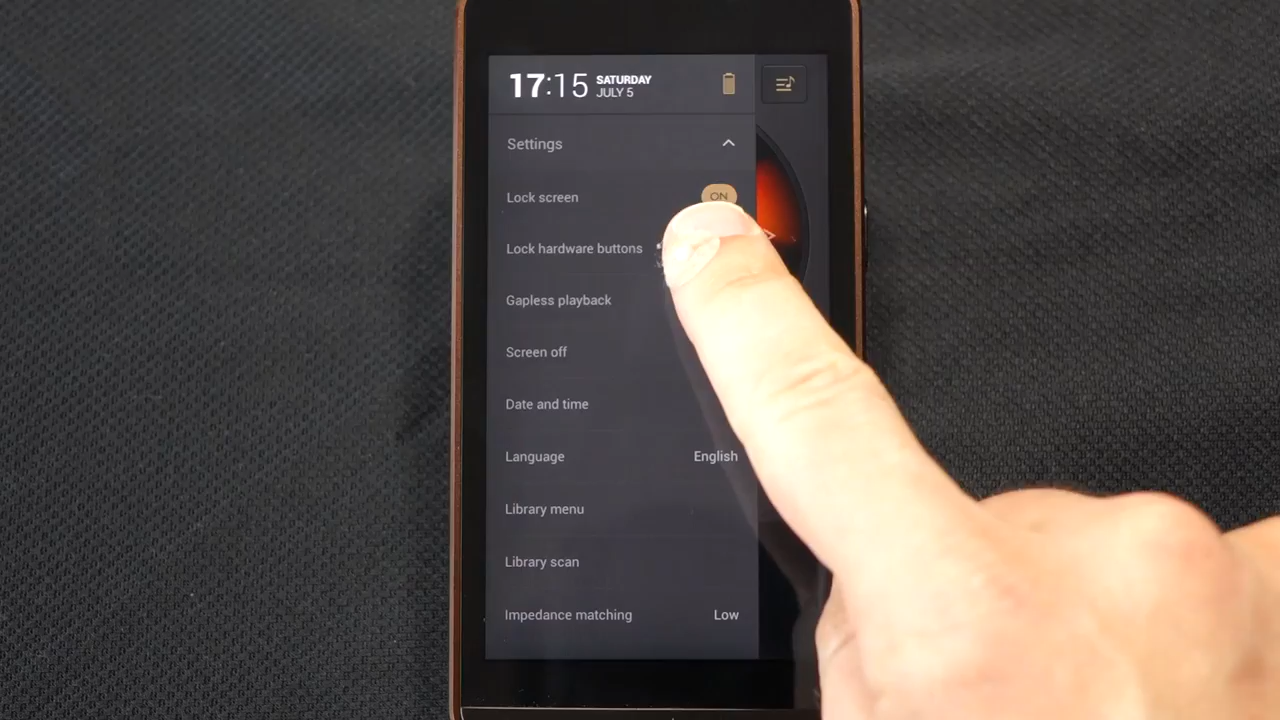 17:15 SATURDAY
JULY 5
Settings
Lock screen ON
Lock hardware buttons
Gapless playback
Screen off
Date and time
Language English
Library menu
Library scan
Impedance matching Low